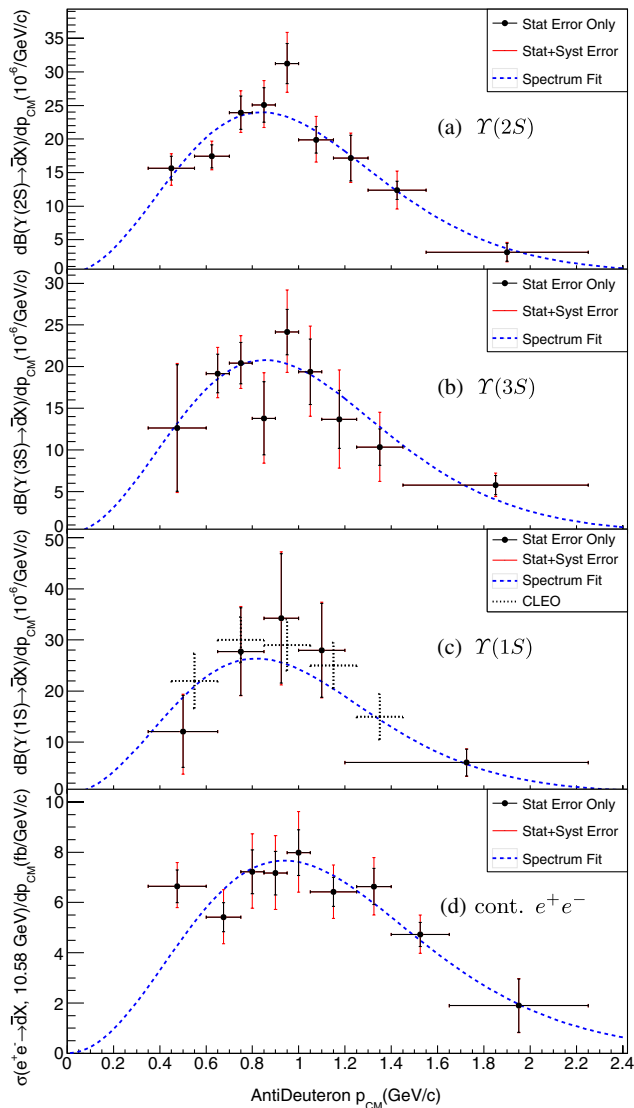 dB(ϒ(2S)→d̅X)/dp_CM(10⁻⁶/GeV/c)
35
30
25
20
15
10
5
0
Stat Error Only
Stat+Syst Error
Spectrum Fit
(a) ϒ(2S)
dB(ϒ(3S)→d̅X)/dp_CM(10⁻⁶/GeV/c)
30
25
20
15
10
5
0
Stat Error Only
Stat+Syst Error
Spectrum Fit
(b) ϒ(3S)
dB(ϒ(1S)→d̅X)/dp_CM(10⁻⁶/GeV/c)
50
40
30
20
10
0
Stat Error Only
Stat+Syst Error
Spectrum Fit
CLEO
(c) ϒ(1S)
σ(e⁺e⁻→d̅X, 10.58 GeV)/dp_CM(fb/GeV/c)
10
8
6
4
2
0
Stat Error Only
Stat+Syst Error
Spectrum Fit
(d) cont. e⁺e⁻
0 0.2 0.4 0.6 0.8 1 1.2 1.4 1.6 1.8 2 2.2 2.4
AntiDeuteron p_CM(GeV/c)